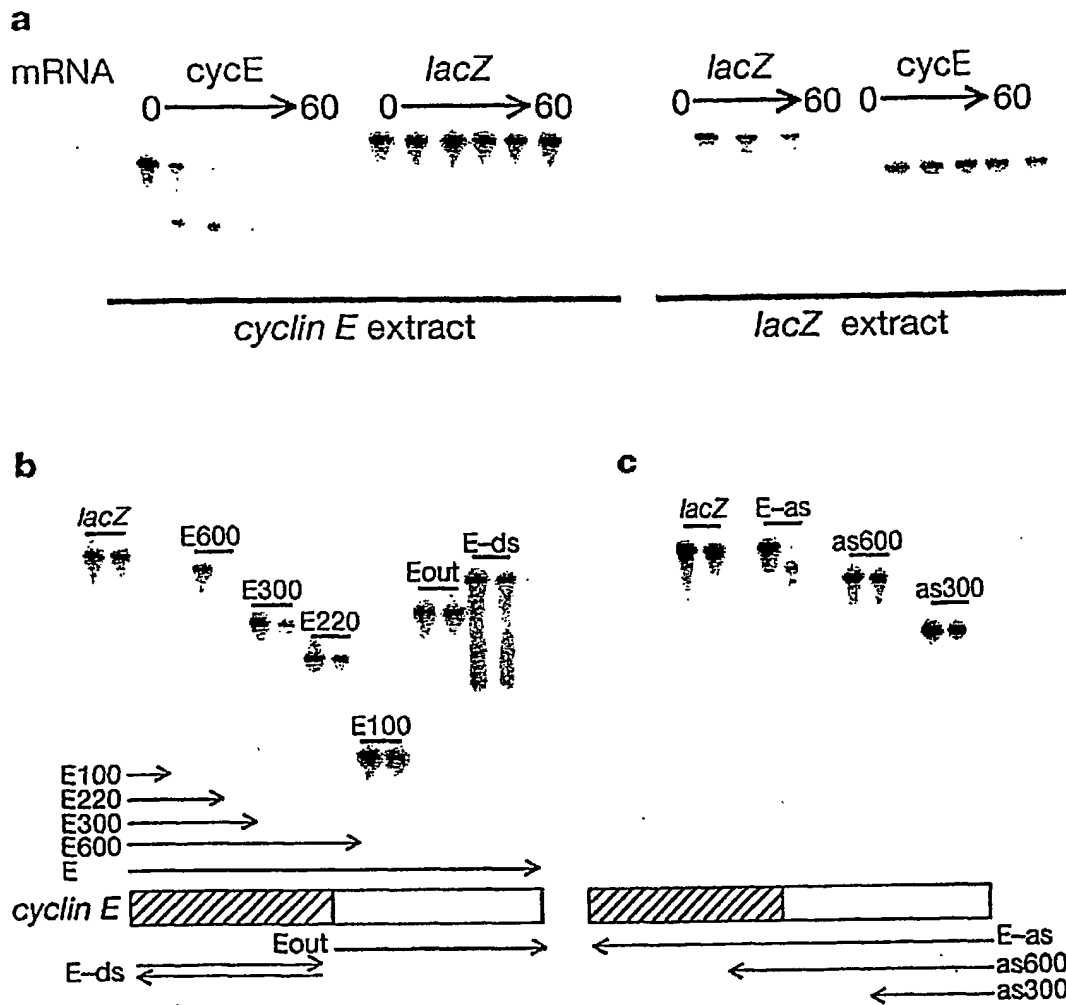 a
mRNA cycE lacZ lacZ cycE
0 60 0 60 0 60 0 60
cyclin E extract lacZ extract
b c
lacZ E600 E300 E220 E100 Eout E–ds
lacZ E–as as600 as300
E100
E220
E300
E600
E
cyclin E
Eout
E–ds
E–as
as600
as300